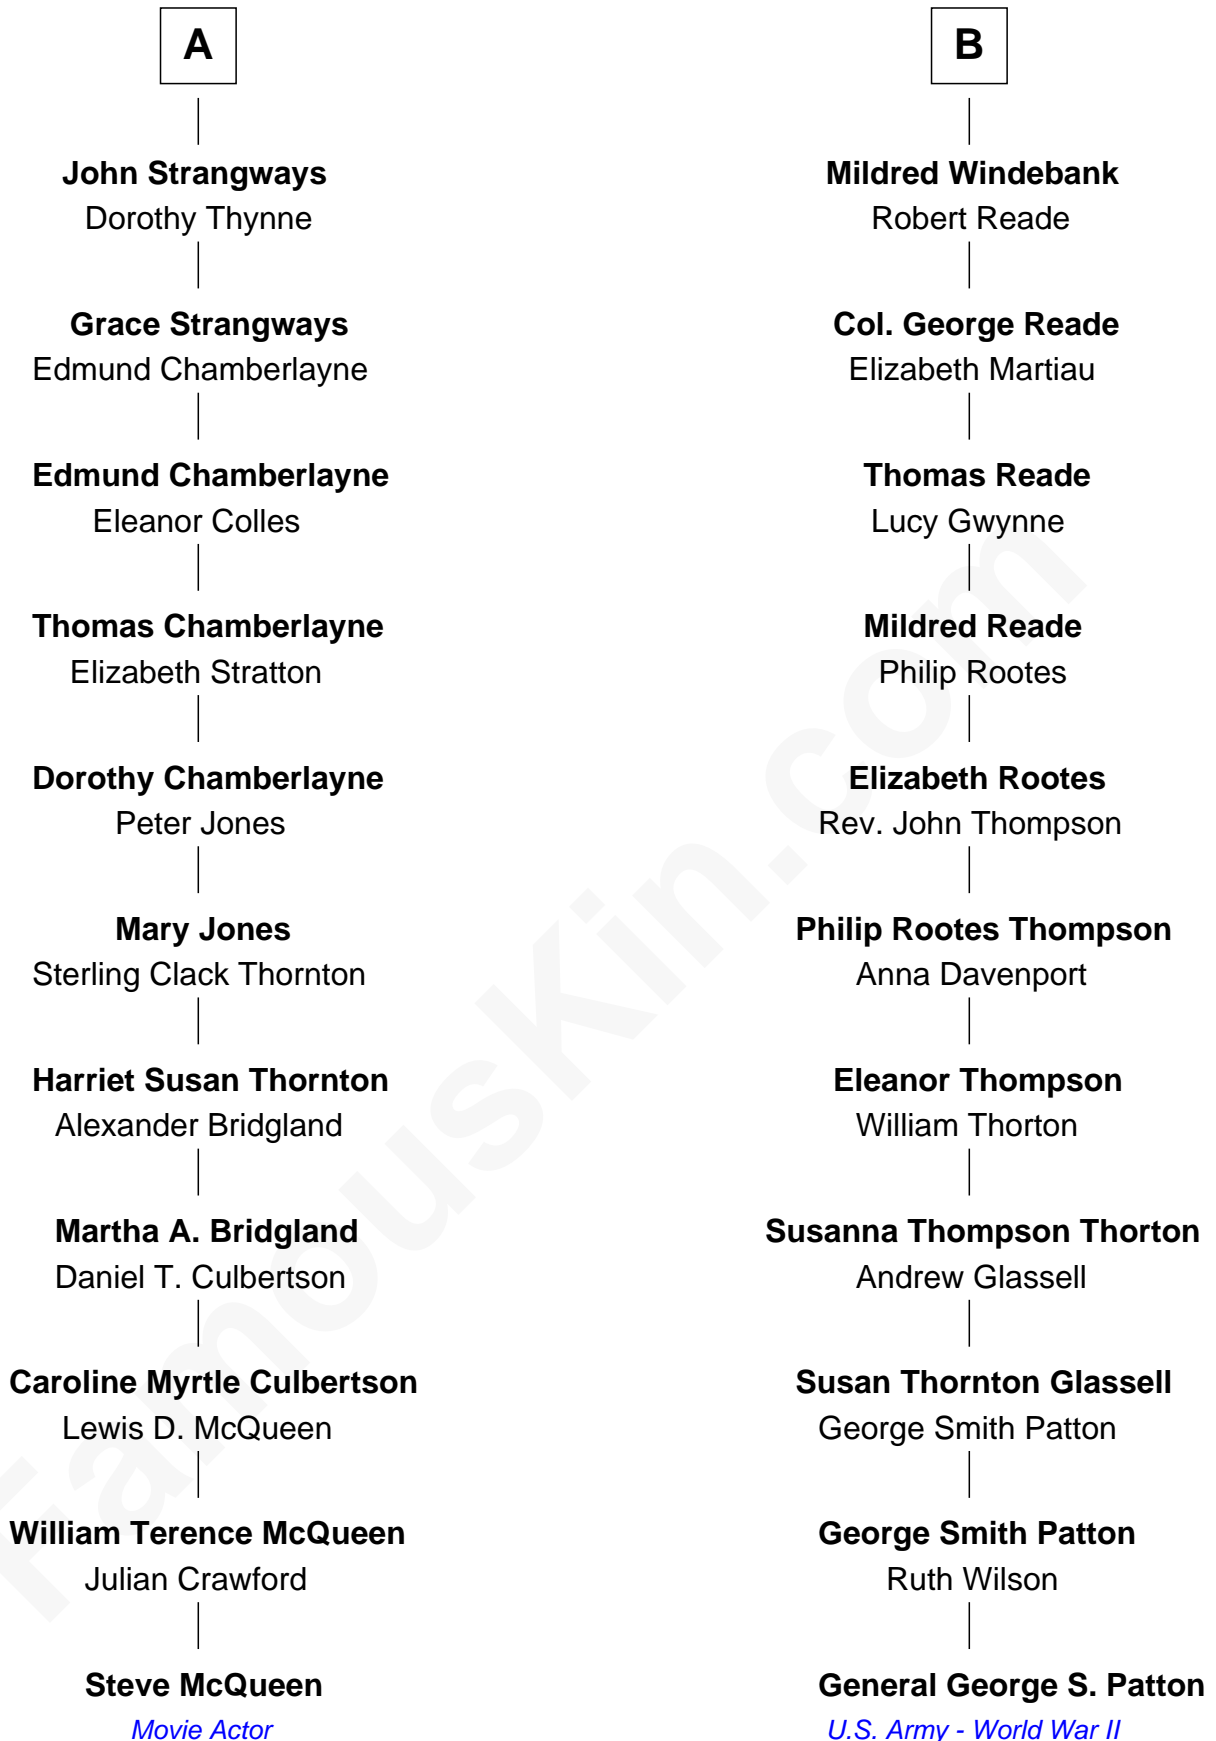 A
John Strangways
Dorothy Thynne
Grace Strangways
Edmund Chamberlayne
Edmund Chamberlayne
Eleanor Colles
Thomas Chamberlayne
Elizabeth Stratton
Dorothy Chamberlayne
Peter Jones
Mary Jones
Sterling Clack Thornton
Harriet Susan Thornton
Alexander Bridgland
Martha A. Bridgland
Daniel T. Culbertson
Caroline Myrtle Culbertson
Lewis D. McQueen
William Terence McQueen
Julian Crawford
Steve McQueen
Movie Actor
B
Mildred Windebank
Robert Reade
Col. George Reade
Elizabeth Martiau
Thomas Reade
Lucy Gwynne
Mildred Reade
Philip Rootes
Elizabeth Rootes
Rev. John Thompson
Philip Rootes Thompson
Anna Davenport
Eleanor Thompson
William Thorton
Susanna Thompson Thorton
Andrew Glassell
Susan Thornton Glassell
George Smith Patton
George Smith Patton
Ruth Wilson
General George S. Patton
U.S. Army - World War II
FamousKin.com